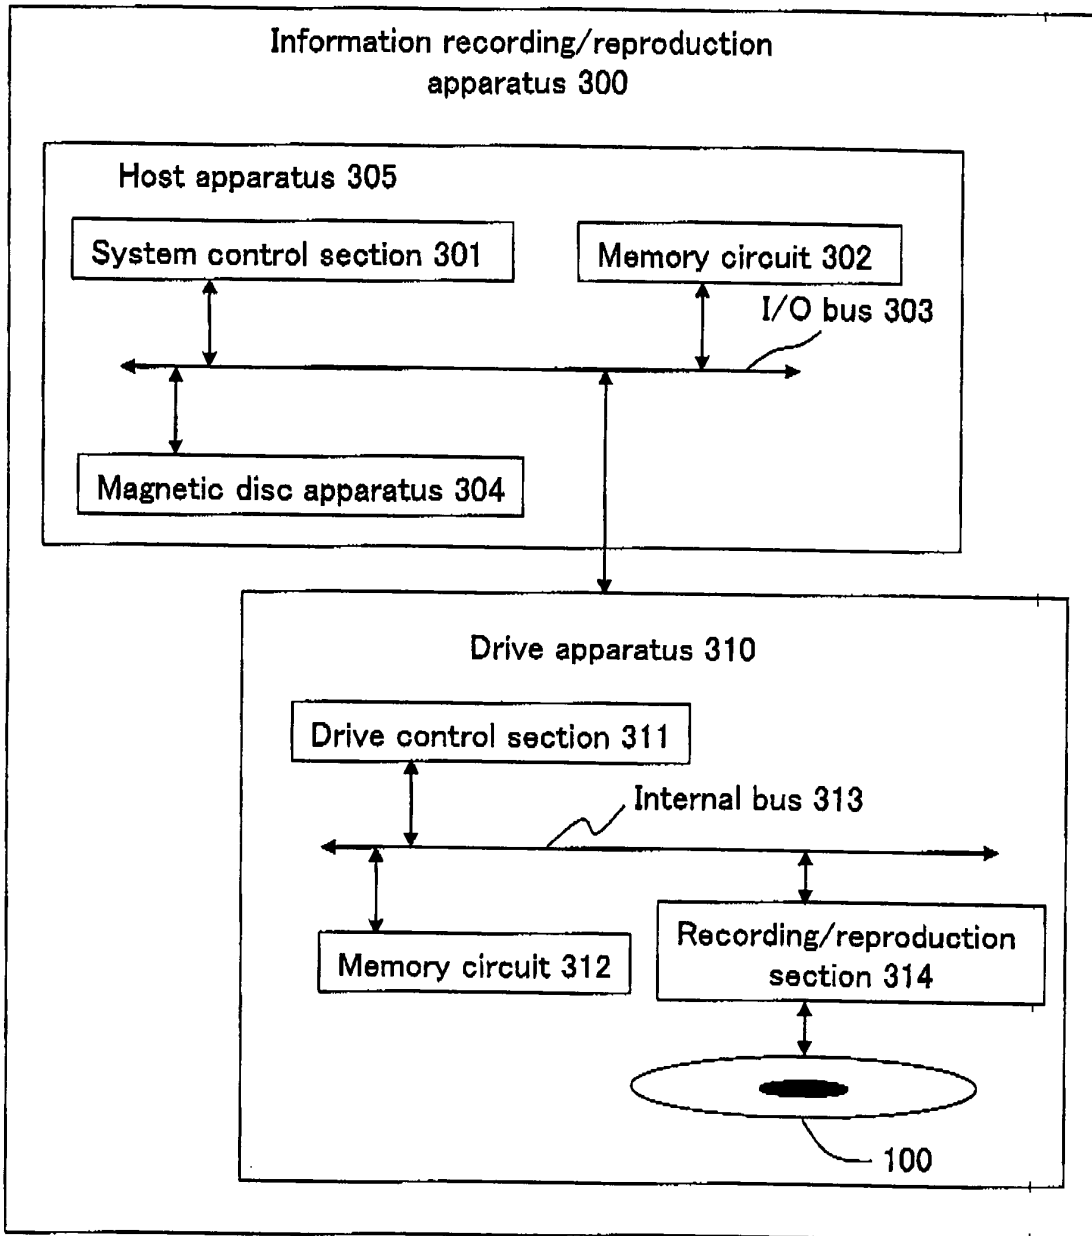 Information recording/reproduction
apparatus 300
Host apparatus 305
System control section 301
Memory circuit 302
I/O bus 303
Magnetic disc apparatus 304
Drive apparatus 310
Drive control section 311
Internal bus 313
Memory circuit 312
Recording/reproduction
section 314
100